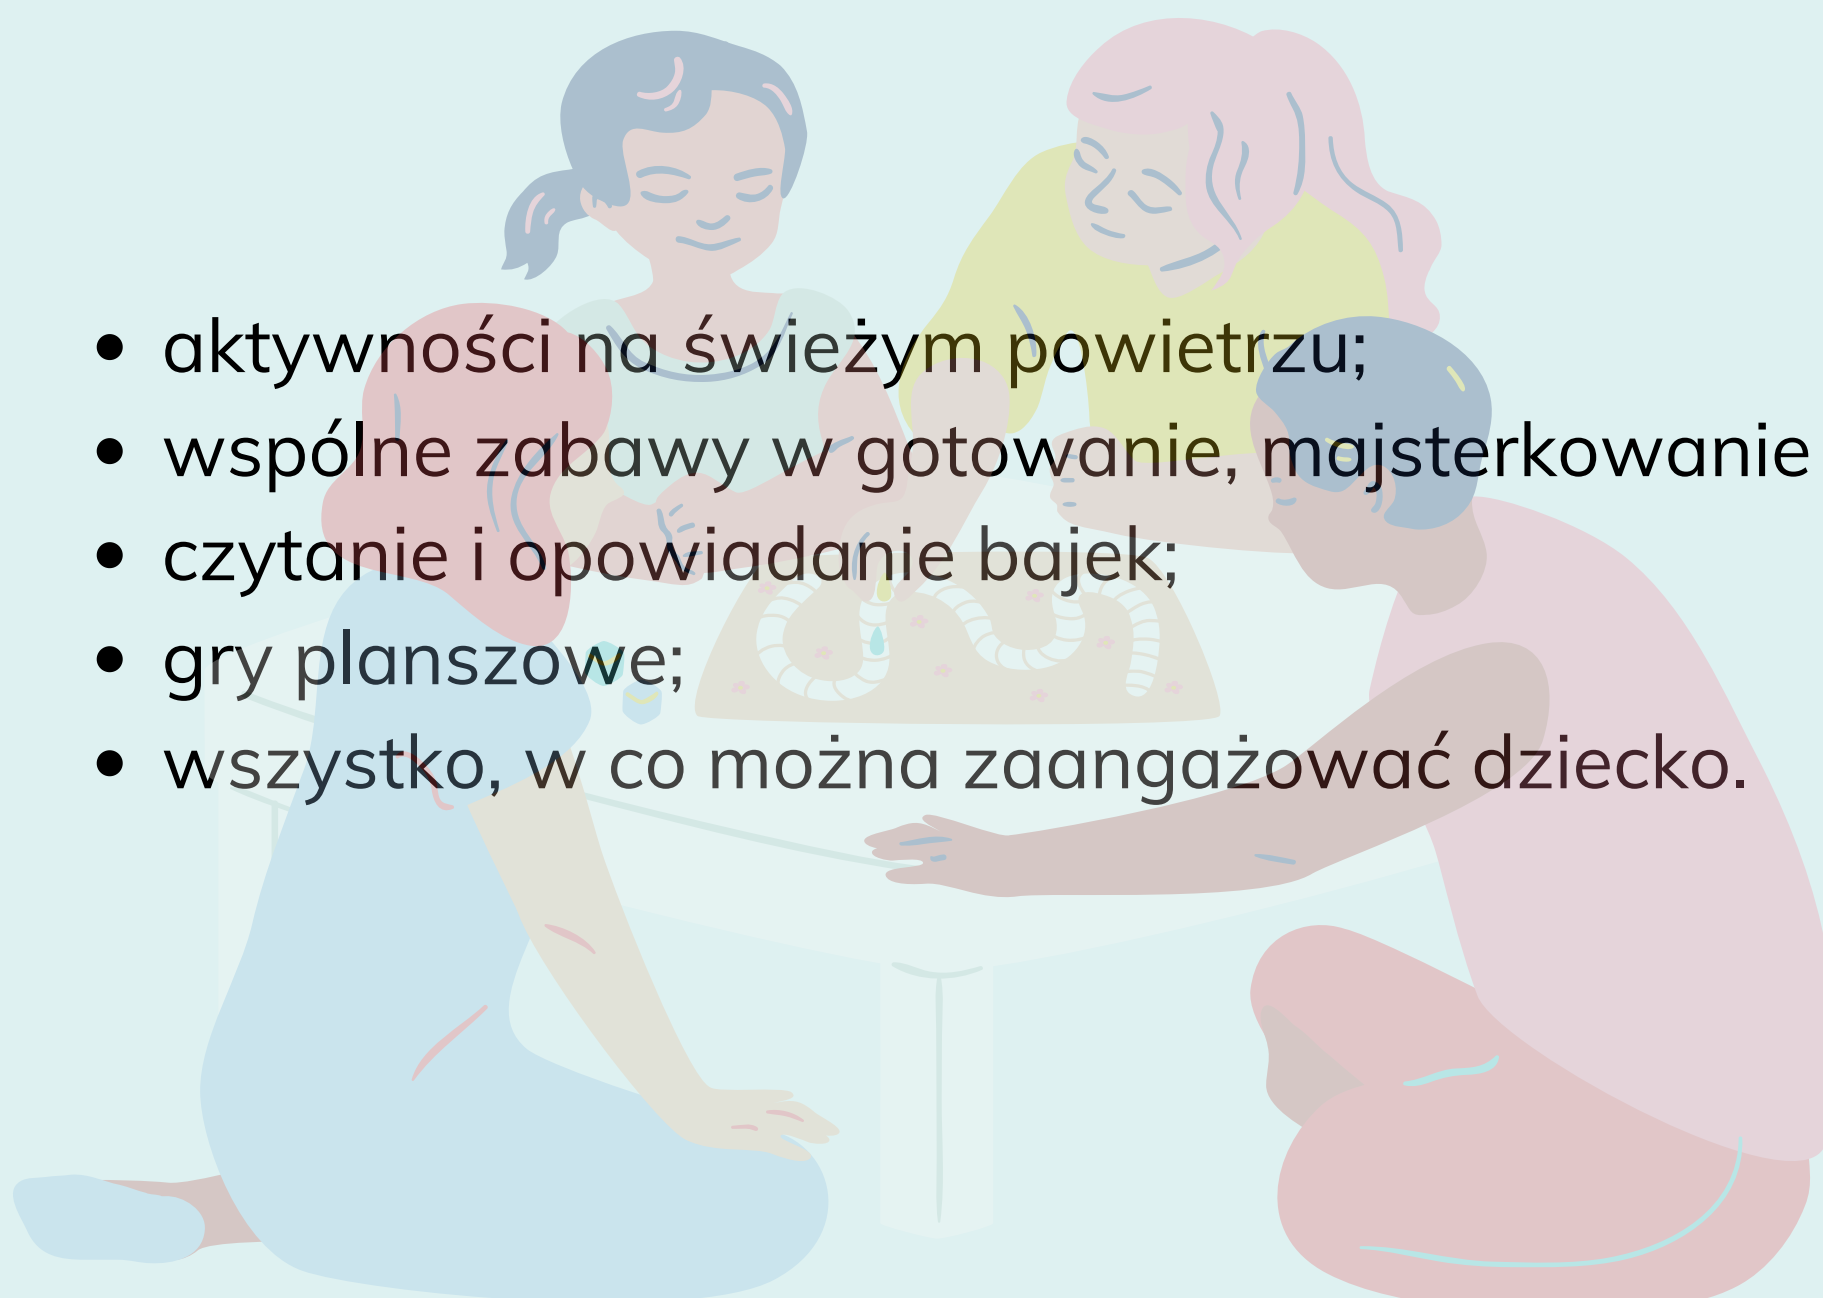 • aktywności na świeżym powietrzu;
• wspólne zabawy w gotowanie, majsterkowanie
• czytanie i opowiadanie bajek;
• gry planszowe;
• wszystko, w co można zaangażować dziecko.